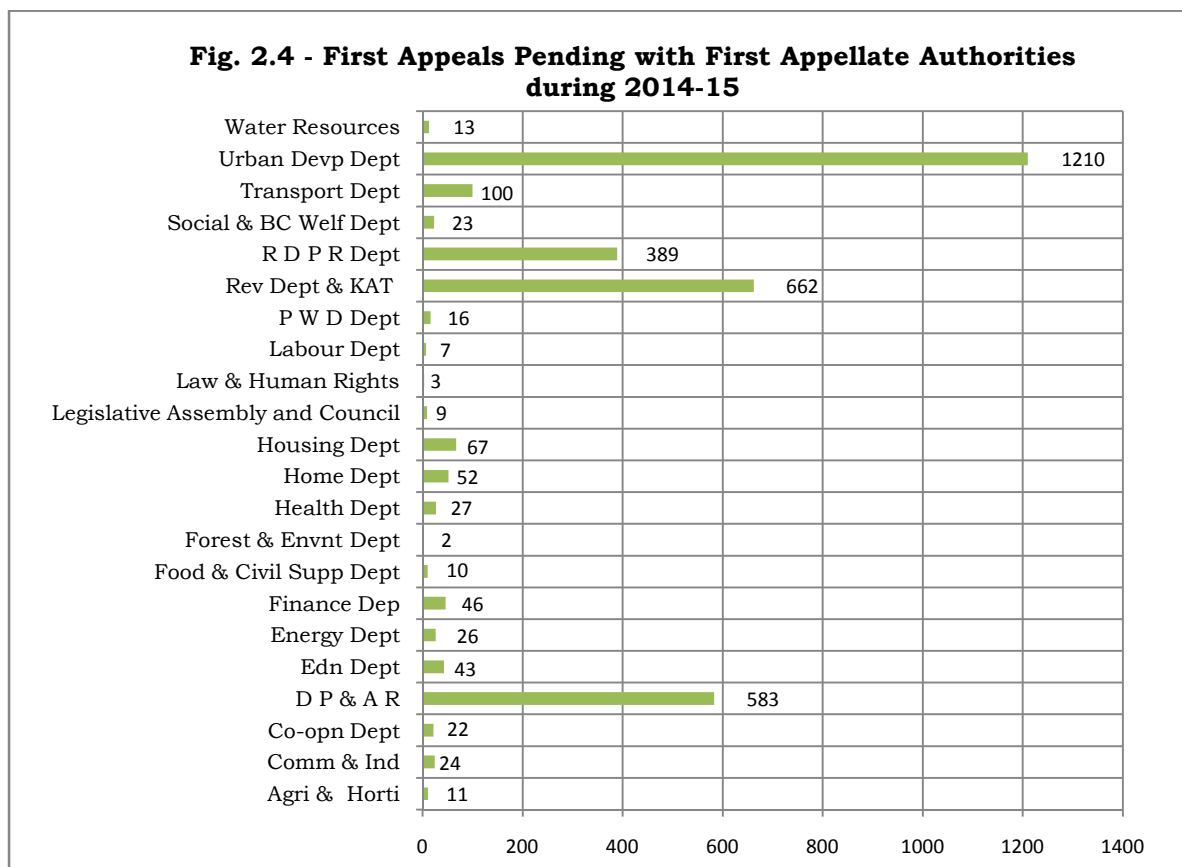 Fig. 2.4 - First Appeals Pending with First Appellate Authorities
during 2014-15
Water Resources 13
Urban Devp Dept 1210
Transport Dept 100
Social & BC Welf Dept 23
R D P R Dept 389
Rev Dept & KAT 662
P W D Dept 16
Labour Dept 7
Law & Human Rights 3
Legislative Assembly and Council 9
Housing Dept 67
Home Dept 52
Health Dept 27
Forest & Envnt Dept 2
Food & Civil Supp Dept 10
Finance Dep 46
Energy Dept 26
Edn Dept 43
D P & A R 583
Co-opn Dept 22
Comm & Ind 24
Agri & Horti 11
0 200 400 600 800 1000 1200 1400